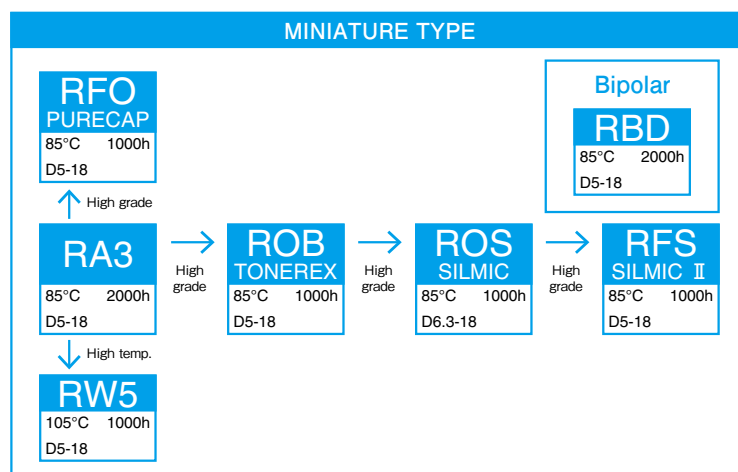 MINIATURE TYPE
RFO
PURECAP
85°C 1000h
D5-18
High grade
Bipolar
RBD
85°C 2000h
D5-18
RA3
85°C 2000h
D5-18
High
grade
ROB
TONEREX
85°C 1000h
D5-18
High
grade
ROS
SILMIC
85°C 1000h
D6.3-18
High
grade
RFS
SILMIC Ⅱ
85°C 1000h
D5-18
High temp.
RW5
105°C 1000h
D5-18